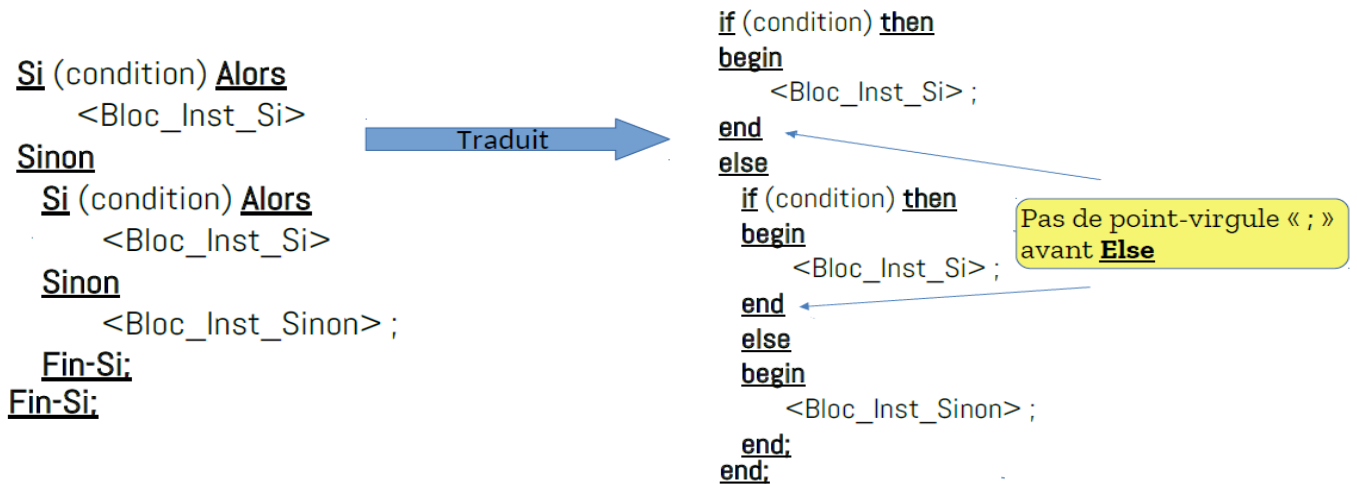 Si (condition) Alors
<Bloc_Inst_Si>
Sinon
Si (condition) Alors
<Bloc_Inst_Si>
Sinon
<Bloc_Inst_Sinon> ;
Fin-Si;
Fin-Si;
Traduit
if (condition) then
begin
<Bloc_Inst_Si> ;
end
else
if (condition) then
begin
<Bloc_Inst_Si> ;
end
else
begin
<Bloc_Inst_Sinon> ;
end;
end;
Pas de point-virgule « ; »
avant Else